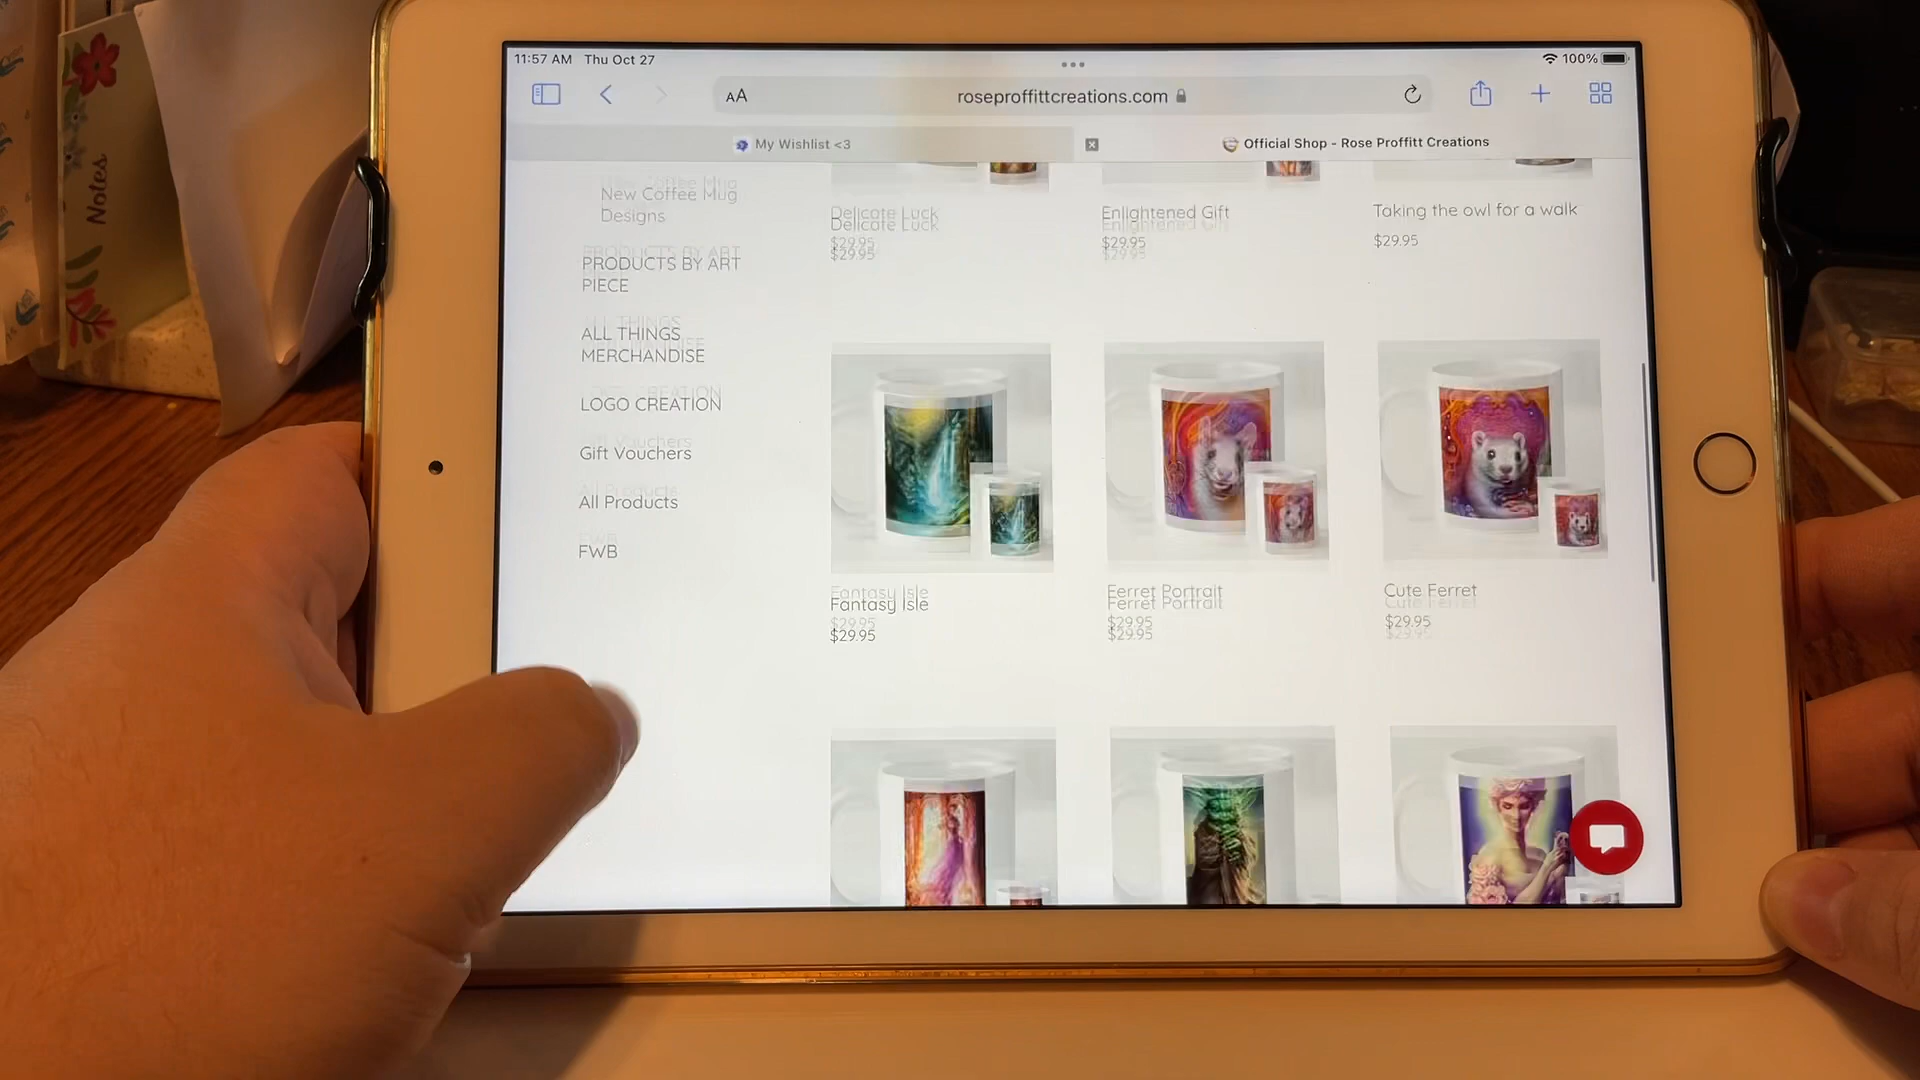 Notes
11:57 AM Thu Oct 27
100%
AA
roseproffittcreations.com
My Wishlist <3
Official Shop - Rose Proffitt Creations
New Coffee Mug
Designs
PRODUCTS BY ART
PIECE
ALL THINGS
MERCHANDISE
LOGO CREATION
Gift Vouchers
All Products
FWB
Delicate Luck
$29.95
Enlightened Gift
$29.95
Taking the owl for a walk
$29.95
Fantasy Isle
$29.95
Ferret Portrait
$29.95
Cute Ferret
$29.95